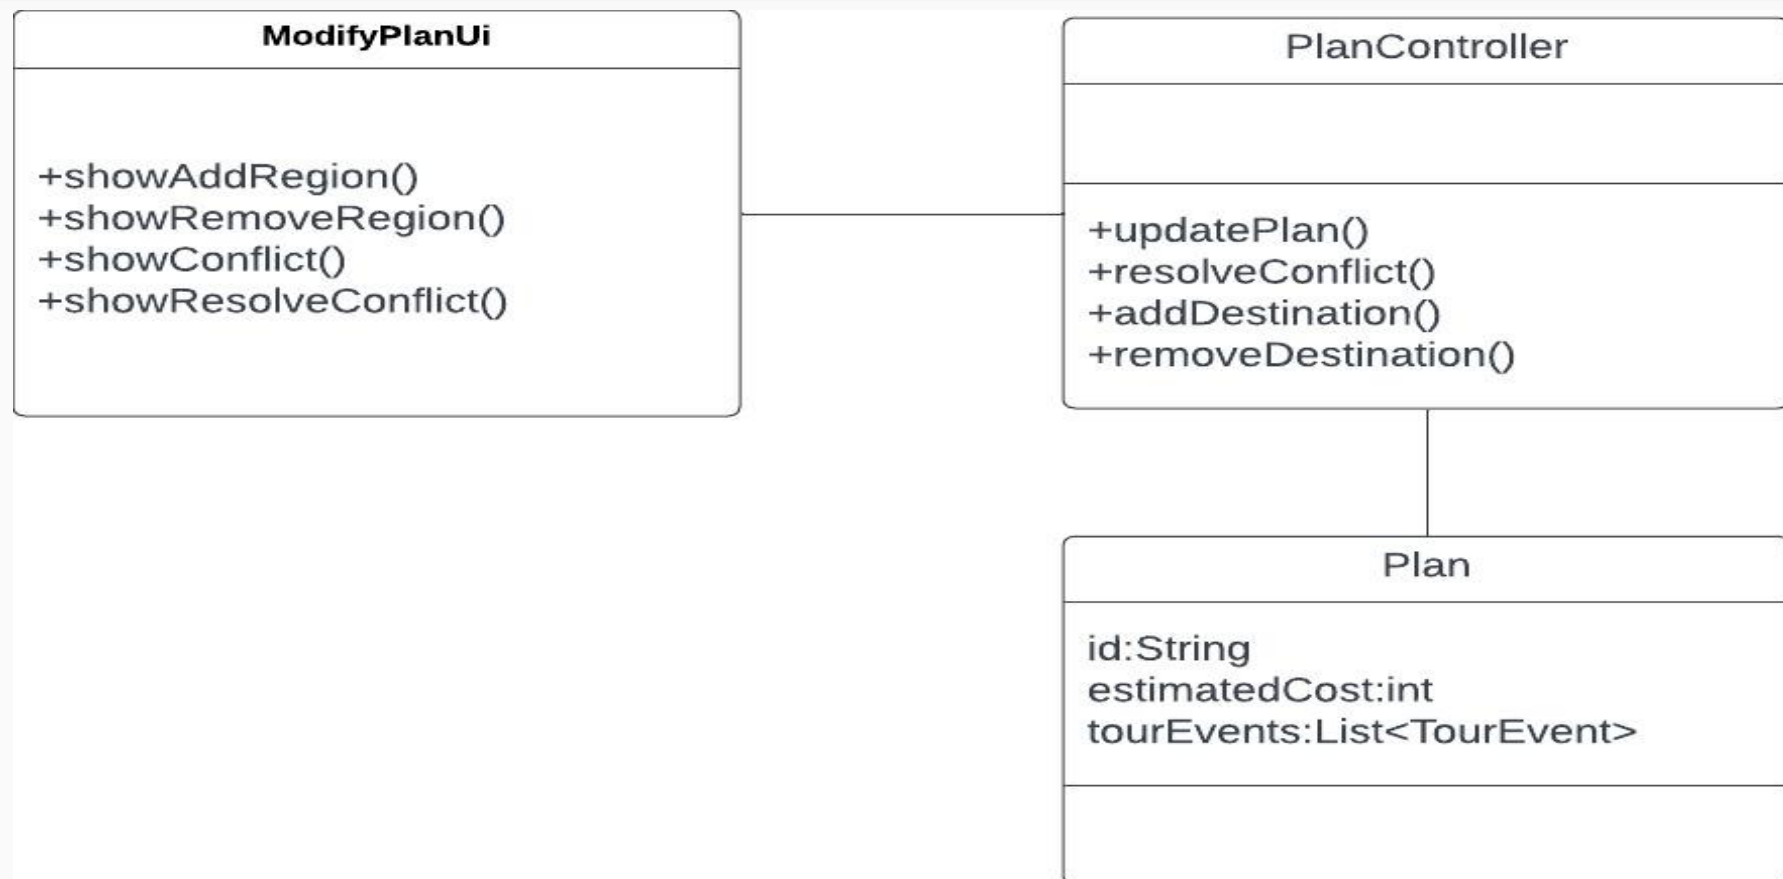 ModifyPlanUi
+showAddRegion()
+showRemoveRegion()
+showConflict()
+showResolveConflict()
PlanController
+updatePlan()
+resolveConflict()
+addDestination()
+removeDestination()
Plan
id:String
estimatedCost:int
tourEvents:List<TourEvent>